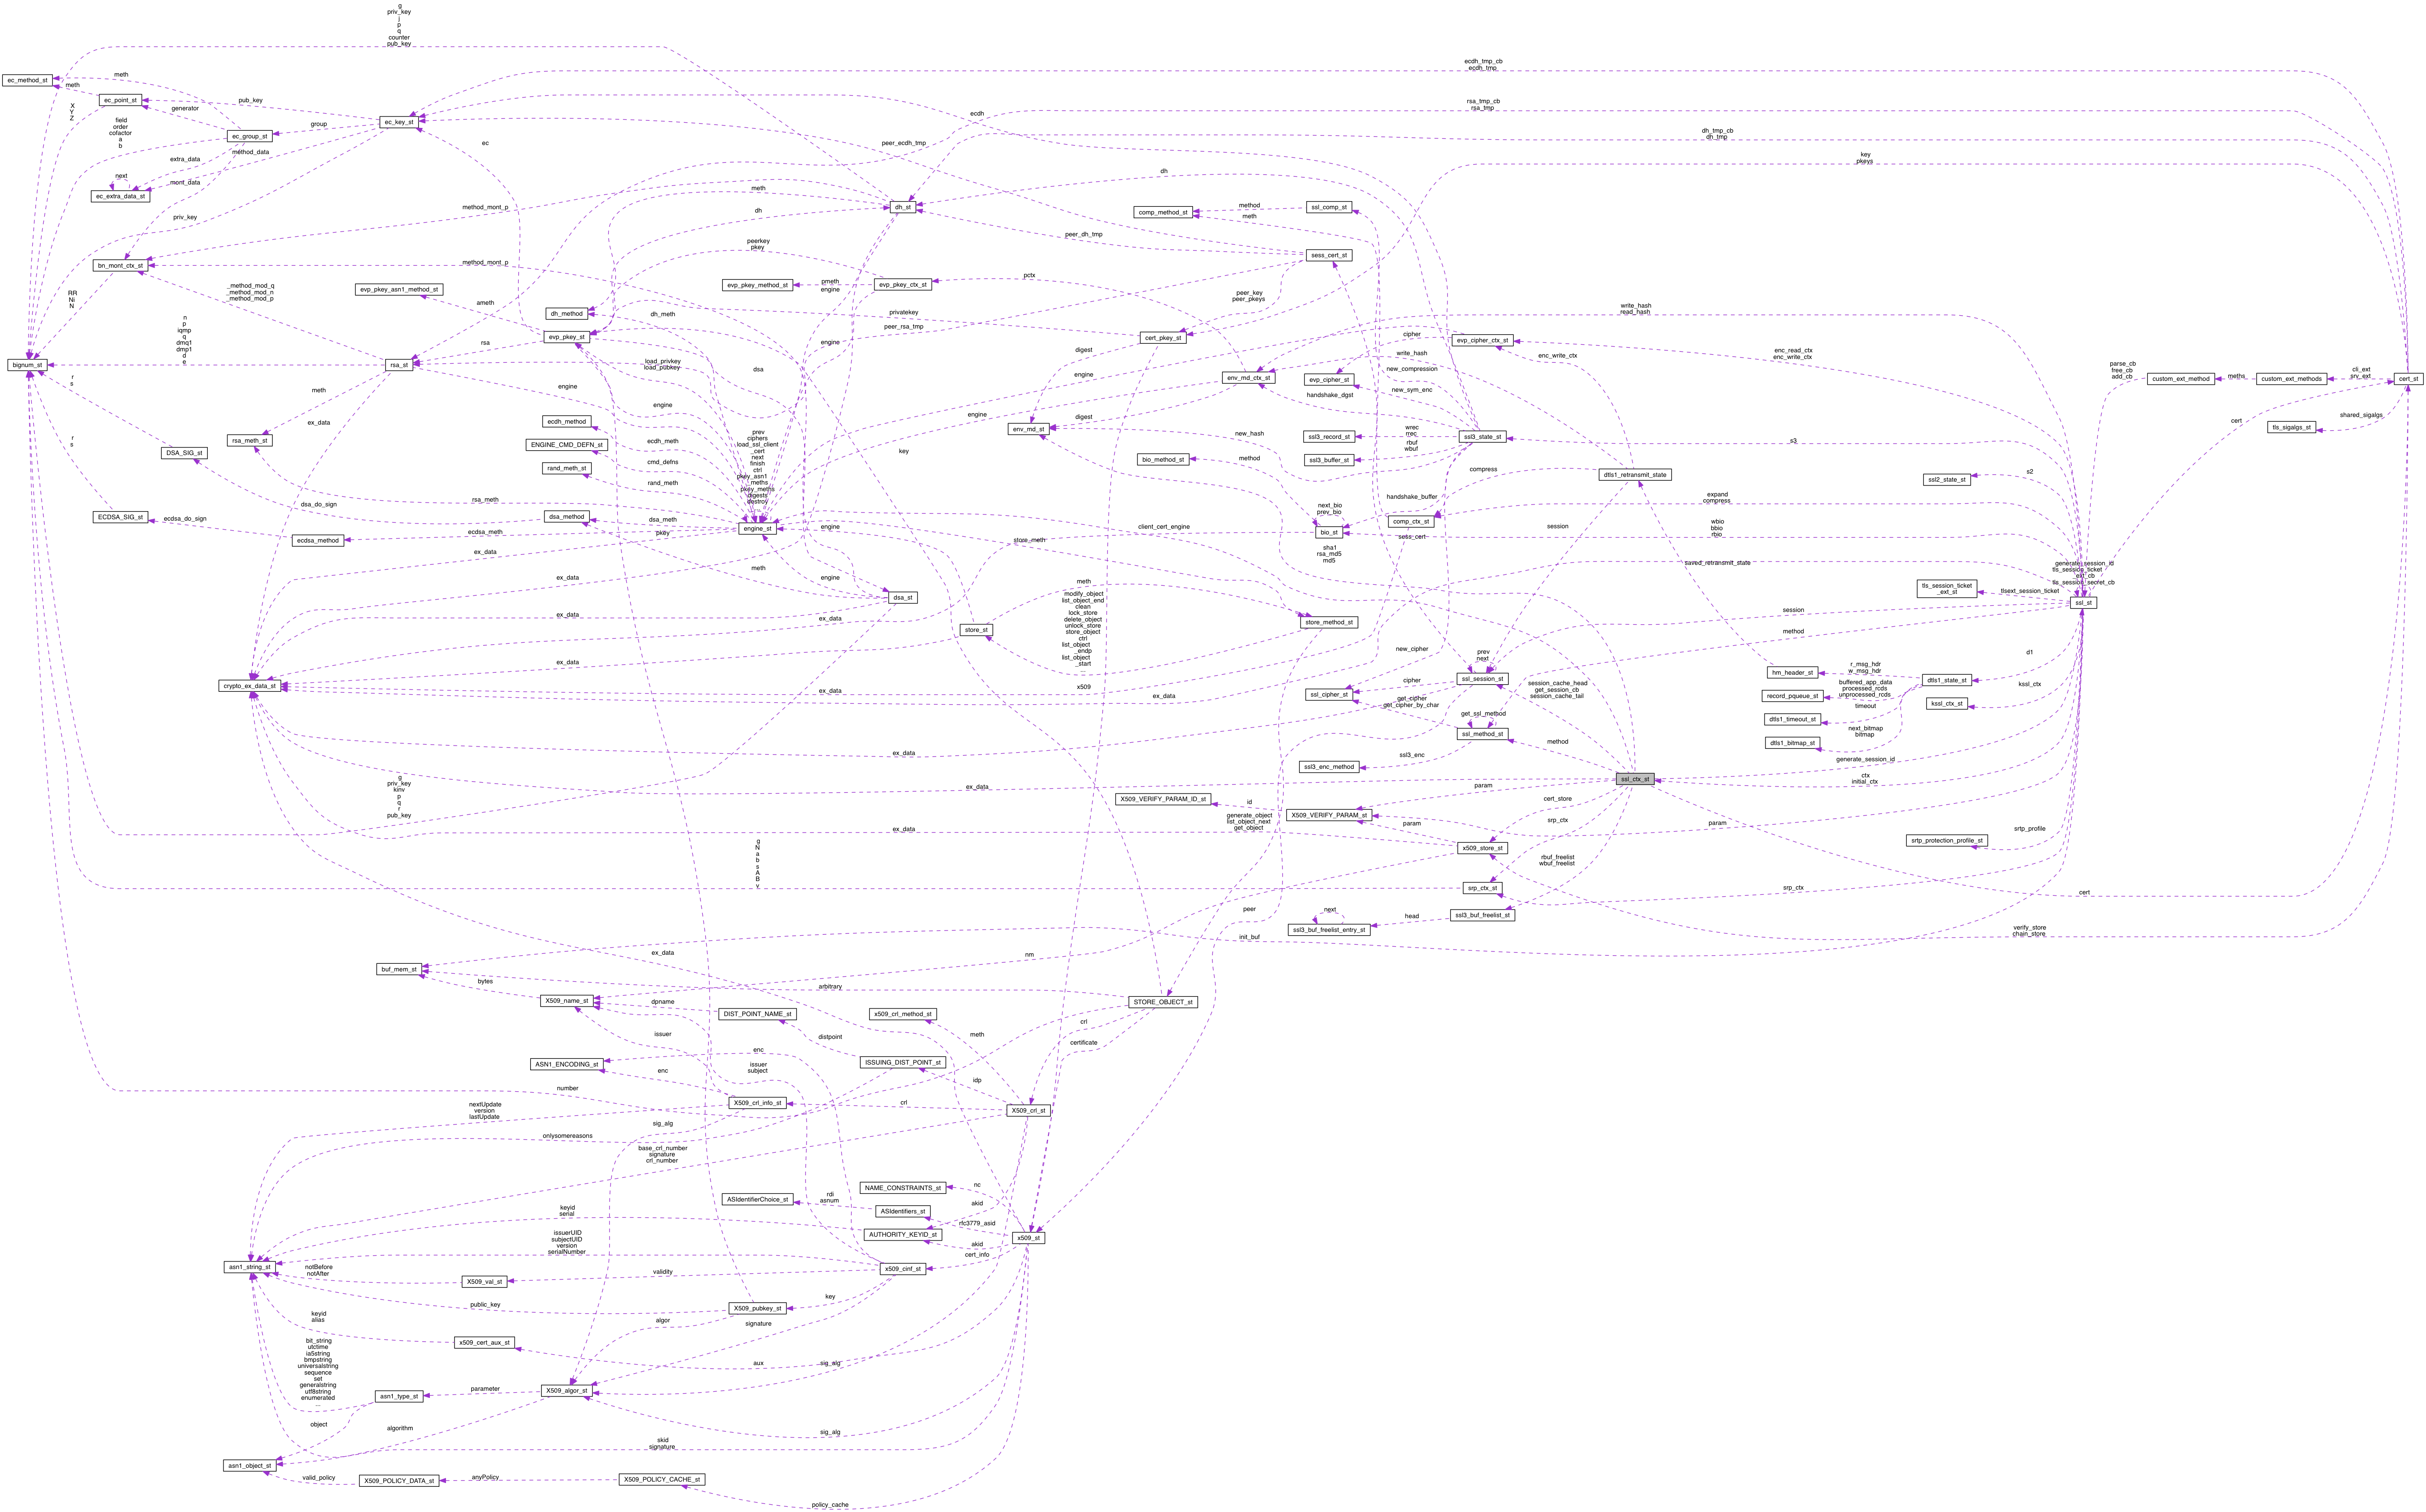 g
priv_key
j
p
q
counter
pub_key
ecdh_tmp_cb
ecdh_tmp
ec_method_st
meth
meth
ec_point_st
pub_key
generator
X
Y
Z
field
order
cofactor
a
b
ec_group_st
group
ec_key_st
ecdh
rsa_tmp_cb
rsa_tmp
dh_tmp_cb
dh_tmp
ec
peer_ecdh_tmp
method_data
extra_data
key
pkeys
next
mont_data
ec_extra_data_st
meth
dh
dh_st
method_mont_p
dh
comp_method_st
method
meth
ssl_comp_st
priv_key
peer_dh_tmp
peerkey
pkey
sess_cert_st
bn_mont_ctx_st
method_mont_p
pctx
_method_mod_q
_method_mod_n
_method_mod_p
evp_pkey_asn1_method_st
evp_pkey_method_st
pmeth
engine
evp_pkey_ctx_st
RR
Ni
N
peer_key
peer_pkeys
ameth
dh_method
dh_meth
privatekey
write_hash
read_hash
n
p
iqmp
q
dmq1
dmp1
d
e
peer_rsa_tmp
evp_pkey_st
cert_pkey_st
cipher
evp_cipher_ctx_st
rsa
engine
digest
enc_write_ctx
enc_read_ctx
enc_write_ctx
bignum_st
rsa_st
load_privkey
load_pubkey
dsa
write_hash
parse_cb
free_cb
add_cb
new_compression
engine
env_md_ctx_st
evp_cipher_st
custom_ext_method
meths
custom_ext_methods
cli_ext
srv_ext
cert_st
r
s
meth
engine
new_sym_enc
handshake_dgst
engine
engine
digest
shared_sigalgs
tls_sigalgs_st
ex_data
ecdh_method
env_md_st
cert
rsa_meth_st
ecdh_meth
prev
ciphers
load_ssl_client
_cert
next
finish
ctrl
pkey_asn1
_meths
pkey_meths
digests
destroy
...
new_hash
ssl3_record_st
wrec
rrec
ssl3_state_st
s3
r
s
DSA_SIG_st
ENGINE_CMD_DEFN_st
cmd_defns
key
bio_method_st
method
ssl3_buffer_st
rbuf
wbuf
rand_meth_st
rand_meth
compress
dtls1_retransmit_state
ssl2_state_st
s2
rsa_meth
handshake_buffer
expand
compress
dsa_do_sign
next_bio
prev_bio
ECDSA_SIG_st
ecdsa_do_sign
dsa_method
dsa_meth
engine_st
engine
client_cert_engine
bio_st
comp_ctx_st
session
wbio
bbio
rbio
ecdsa_method
ecdsa_meth
pkey
store_meth
sess_cert
ex_data
sha1
rsa_md5
md5
saved_retransmit_state
generate_session_id
tls_session_ticket
_ext_cb
tls_session_secret_cb
meth
engine
ex_data
meth
tls_session_ticket
_ext_st
tlsext_session_ticket
ssl_st
ex_data
dsa_st
modify_object
list_object_end
clean
lock_store
delete_object
unlock_store
store_object
ctrl
list_object
_endp
list_object
_start
...
session
ex_data
store_st
store_method_st
method
new_cipher
prev
next
d1
ex_data
r_msg_hdr
w_msg_hdr
hm_header_st
crypto_ex_data_st
ex_data
ex_data
x509
ssl_cipher_st
cipher
ssl_session_st
session_cache_head
get_session_cb
session_cache_tail
buffered_app_data
processed_rcds
unprocessed_rcds
record_pqueue_st
dtls1_state_st
kssl_ctx
get_cipher
get_cipher_by_char
timeout
kssl_ctx_st
get_ssl_method
dtls1_timeout_st
ssl_method_st
next_bitmap
bitmap
method
dtls1_bitmap_st
ex_data
ssl3_enc_method
ssl3_enc
generate_session_id
g
priv_key
kinv
p
q
r
pub_key
ex_data
ssl_ctx_st
ctx
initial_ctx
param
X509_VERIFY_PARAM_ID_st
id
cert_store
generate_object
list_object_next
get_object
X509_VERIFY_PARAM_st
param
srp_ctx
param
ex_data
x509_store_st
srtp_profile
srtp_protection_profile_st
g
N
a
b
s
A
B
v
rbuf_freelist
wbuf_freelist
srp_ctx_st
srp_ctx
cert
peer
next
head
ssl3_buf_freelist_st
ssl3_buf_freelist_entry_st
verify_store
chain_store
init_buf
ex_data
nm
buf_mem_st
bytes
arbitrary
X509_name_st
dpname
STORE_OBJECT_st
DIST_POINT_NAME_st
x509_crl_method_st
issuer
distpoint
meth
crl
certificate
enc
ASN1_ENCODING_st
enc
issuer
subject
ISSUING_DIST_POINT_st
idp
number
nextUpdate
version
lastUpdate
X509_crl_info_st
crl
X509_crl_st
sig_alg
onlysomereasons
base_crl_number
signature
crl_number
NAME_CONSTRAINTS_st
nc
ASIdentifierChoice_st
rdi
asnum
ASIdentifiers_st
akid
keyid
serial
rfc3779_asid
AUTHORITY_KEYID_st
akid
x509_st
issuerUID
subjectUID
version
serialNumber
cert_info
asn1_string_st
notBefore
notAfter
X509_val_st
validity
x509_cinf_st
public_key
X509_pubkey_st
key
keyid
alias
algor
signature
x509_cert_aux_st
aux
sig_alg
bit_string
utctime
ia5string
bmpstring
universalstring
sequence
set
generalstring
utf8string
enumerated
...
asn1_type_st
parameter
X509_algor_st
object
algorithm
sig_alg
skid
signature
asn1_object_st
valid_policy
X509_POLICY_DATA_st
anyPolicy
X509_POLICY_CACHE_st
policy_cache